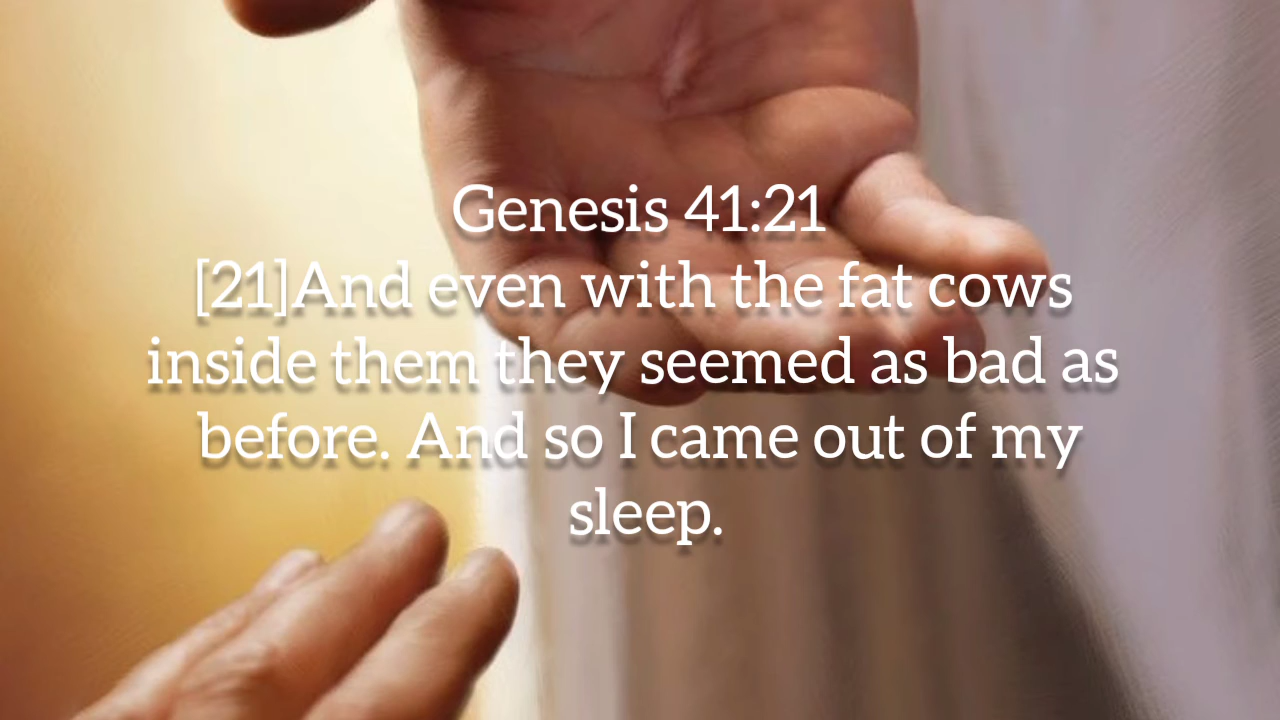 Genesis 41:21
[21]And even with the fat cows
inside them they seemed as bad as
before. And so I came out of my
sleep.